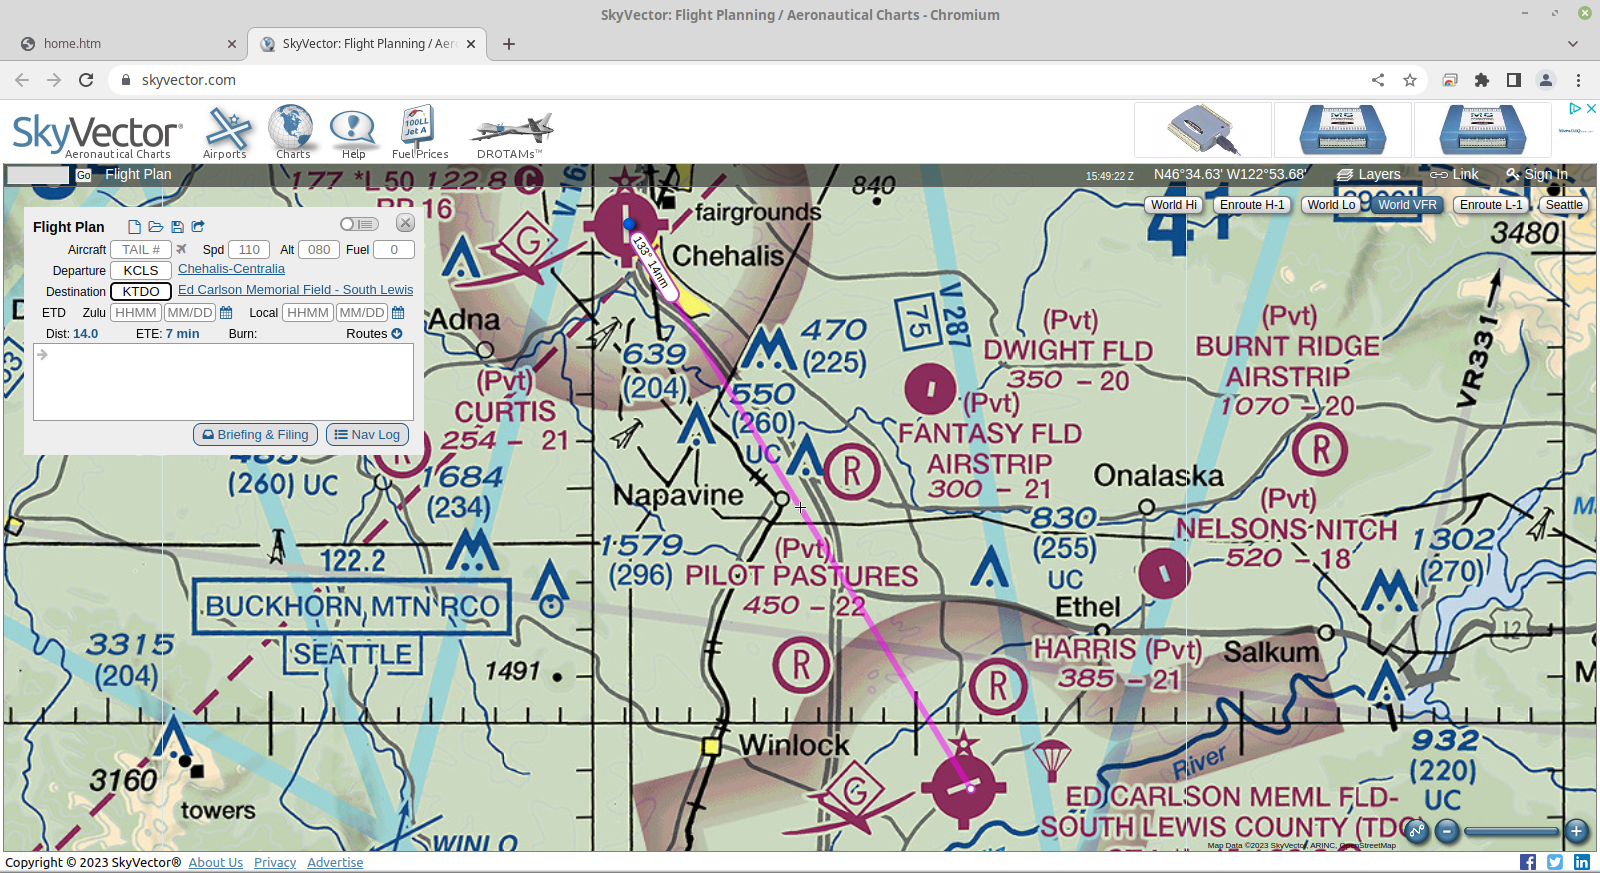 SkyVector: Flight Planning / Aeronautical Charts - Chromium
home.htm
SkyVector: Flight Planning / Aer
skyvector.com
SkyVector
Aeronautical Charts
Airports
Charts
Help
100LL
Jet A
Fuel Prices
DROTAMs™
Go
Flight Plan
15:49:22 Z
N46°34.63' W122°53.68'
Layers
Link
Sign In
World Hi
Enroute H-1
World Lo
World VFR
Enroute L-1
Seattle
Flight Plan
Aircraft
TAIL #
Spd
110
Alt
080
Fuel
0
Departure
KCLS
Chehalis-Centralia
Destination
KTDO
Ed Carlson Memorial Field - South Lewis
ETD
Zulu
HHMM
MM/DD
Local
HHMM
MM/DD
Dist: 14.0
ETE: 7 min
Burn:
Routes
Briefing & Filing
Nav Log
177 *L50 122.8 C
RP 16
V 16
840
fairgrounds
Chehalis
133° 14nm
G
3480
41
Adna
639
(204)
470
(225)
75
V 287
(Pvt)
DWIGHT FLD
350 - 20
(Pvt)
BURNT RIDGE
AIRSTRIP
1070 - 20
VR331
(Pvt)
CURTIS
254 - 21
R
550
(260)
UC
R
(Pvt)
FANTASY FLD
AIRSTRIP
300 - 21
R
(260) UC
1684
(234)
Napavine
Onalaska
(Pvt)
NELSONS NITCH
520 - 18
122.2
BUCKHORN MTN RCO
SEATTLE
1579
(296)
(Pvt)
PILOT PASTURES
450 - 22
R
830
(255)
UC
1302
(270)
Ethel
12
3315
(204)
1491
HARRIS (Pvt)
385 - 21
R
Salkum
Winlock
3160
towers
G
River
932
(220)
UC
ED CARLSON MEML FLD-
SOUTH LEWIS COUNTY (TDO
WINLO
Map Data ©2023 SkyVector, ARINC, OpenStreetMap
Copyright © 2023 SkyVector®
About Us
Privacy
Advertise